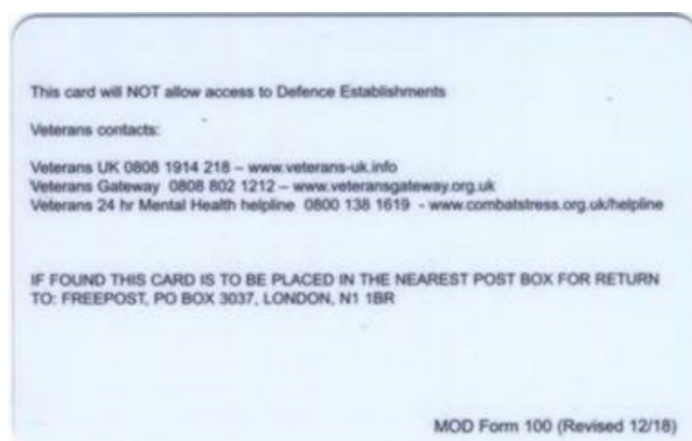 This card will NOT allow access to Defence Establishments
Veterans contacts:
Veterans UK 0808 1914 218 – www.veterans-uk.info
Veterans Gateway 0808 802 1212 – www.veteransgateway.org.uk
Veterans 24 hr Mental Health helpline 0800 138 1619 - www.combatstress.org.uk/helpline
IF FOUND THIS CARD IS TO BE PLACED IN THE NEAREST POST BOX FOR RETURN
TO: FREEPOST, PO BOX 3037, LONDON, N1 1BR
MOD Form 100 (Revised 12/18)